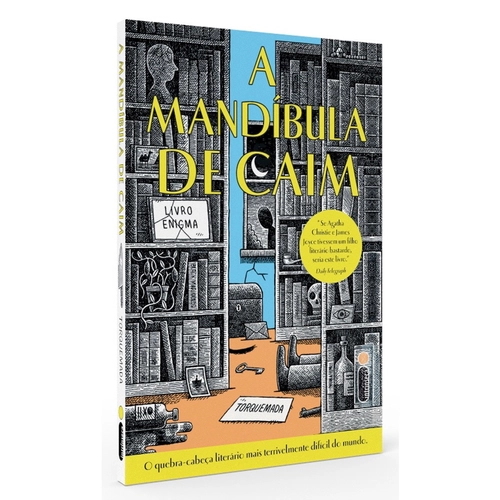 A
MANDÍBULA
DE CAIM
LIVRO
ENIGMA
"Se Agatha
Christie e James
Joyce tivessem um filho
literário bastardo,
seria este livro."
Daily Telegraph
TORQUEMADA
O quebra-cabeça literário mais terrivelmente difícil do mundo.
A MANDÍBULA DE CAIM
TORQUEMADA